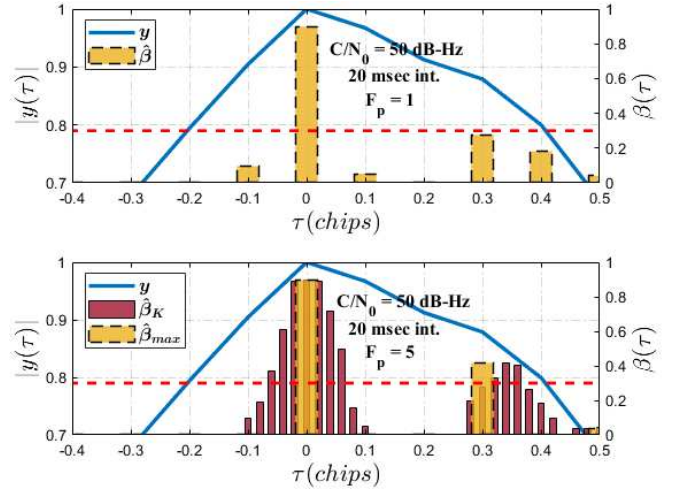 1
0.9
0.8
0.7
|y(τ)|
y
β̂
C/N0 = 50 dB-Hz
20 msec int.
Fp = 1
1
0.8
0.6
0.4
0.2
0
β(τ)
-0.4 -0.3 -0.2 -0.1 0 0.1 0.2 0.3 0.4 0.5
τ(chips)
1
0.9
0.8
0.7
|y(τ)|
y
β̂K
β̂max
C/N0 = 50 dB-Hz
20 msec int.
Fp = 5
1
0.8
0.6
0.4
0.2
0
β(τ)
-0.4 -0.3 -0.2 -0.1 0 0.1 0.2 0.3 0.4 0.5
τ(chips)